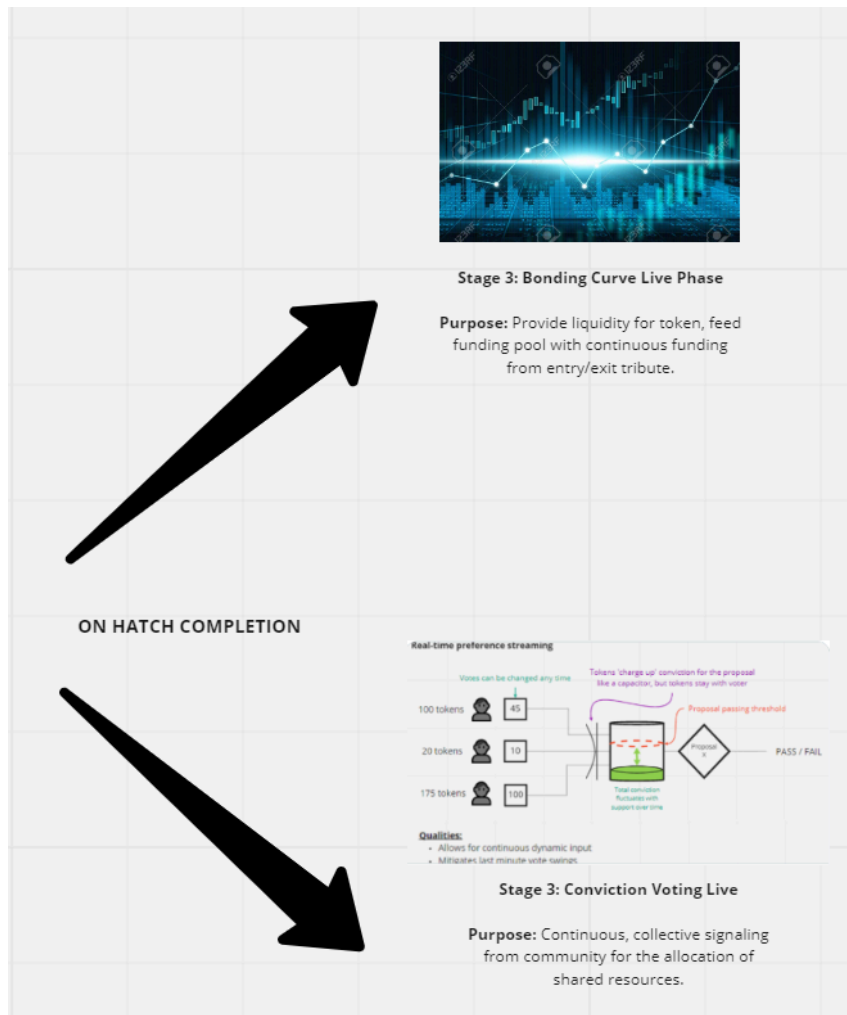 123RF
123RF
Stage 3: Bonding Curve Live Phase
Purpose: Provide liquidity for token, feed
funding pool with continuous funding
from entry/exit tribute.
ON HATCH COMPLETION
Real-time preference streaming
Votes can be changed any time
Tokens 'charge up' conviction for the proposal
like a capacitor, but tokens stay with voter
100 tokens
45
Proposal passing threshold
20 tokens
10
Proposal
X
PASS / FAIL
175 tokens
100
Total conviction
fluctuates with
support over time
Qualities:
• Allows for continuous dynamic input
• Mitigates last minute vote swings
Stage 3: Conviction Voting Live
Purpose: Continuous, collective signaling
from community for the allocation of
shared resources.